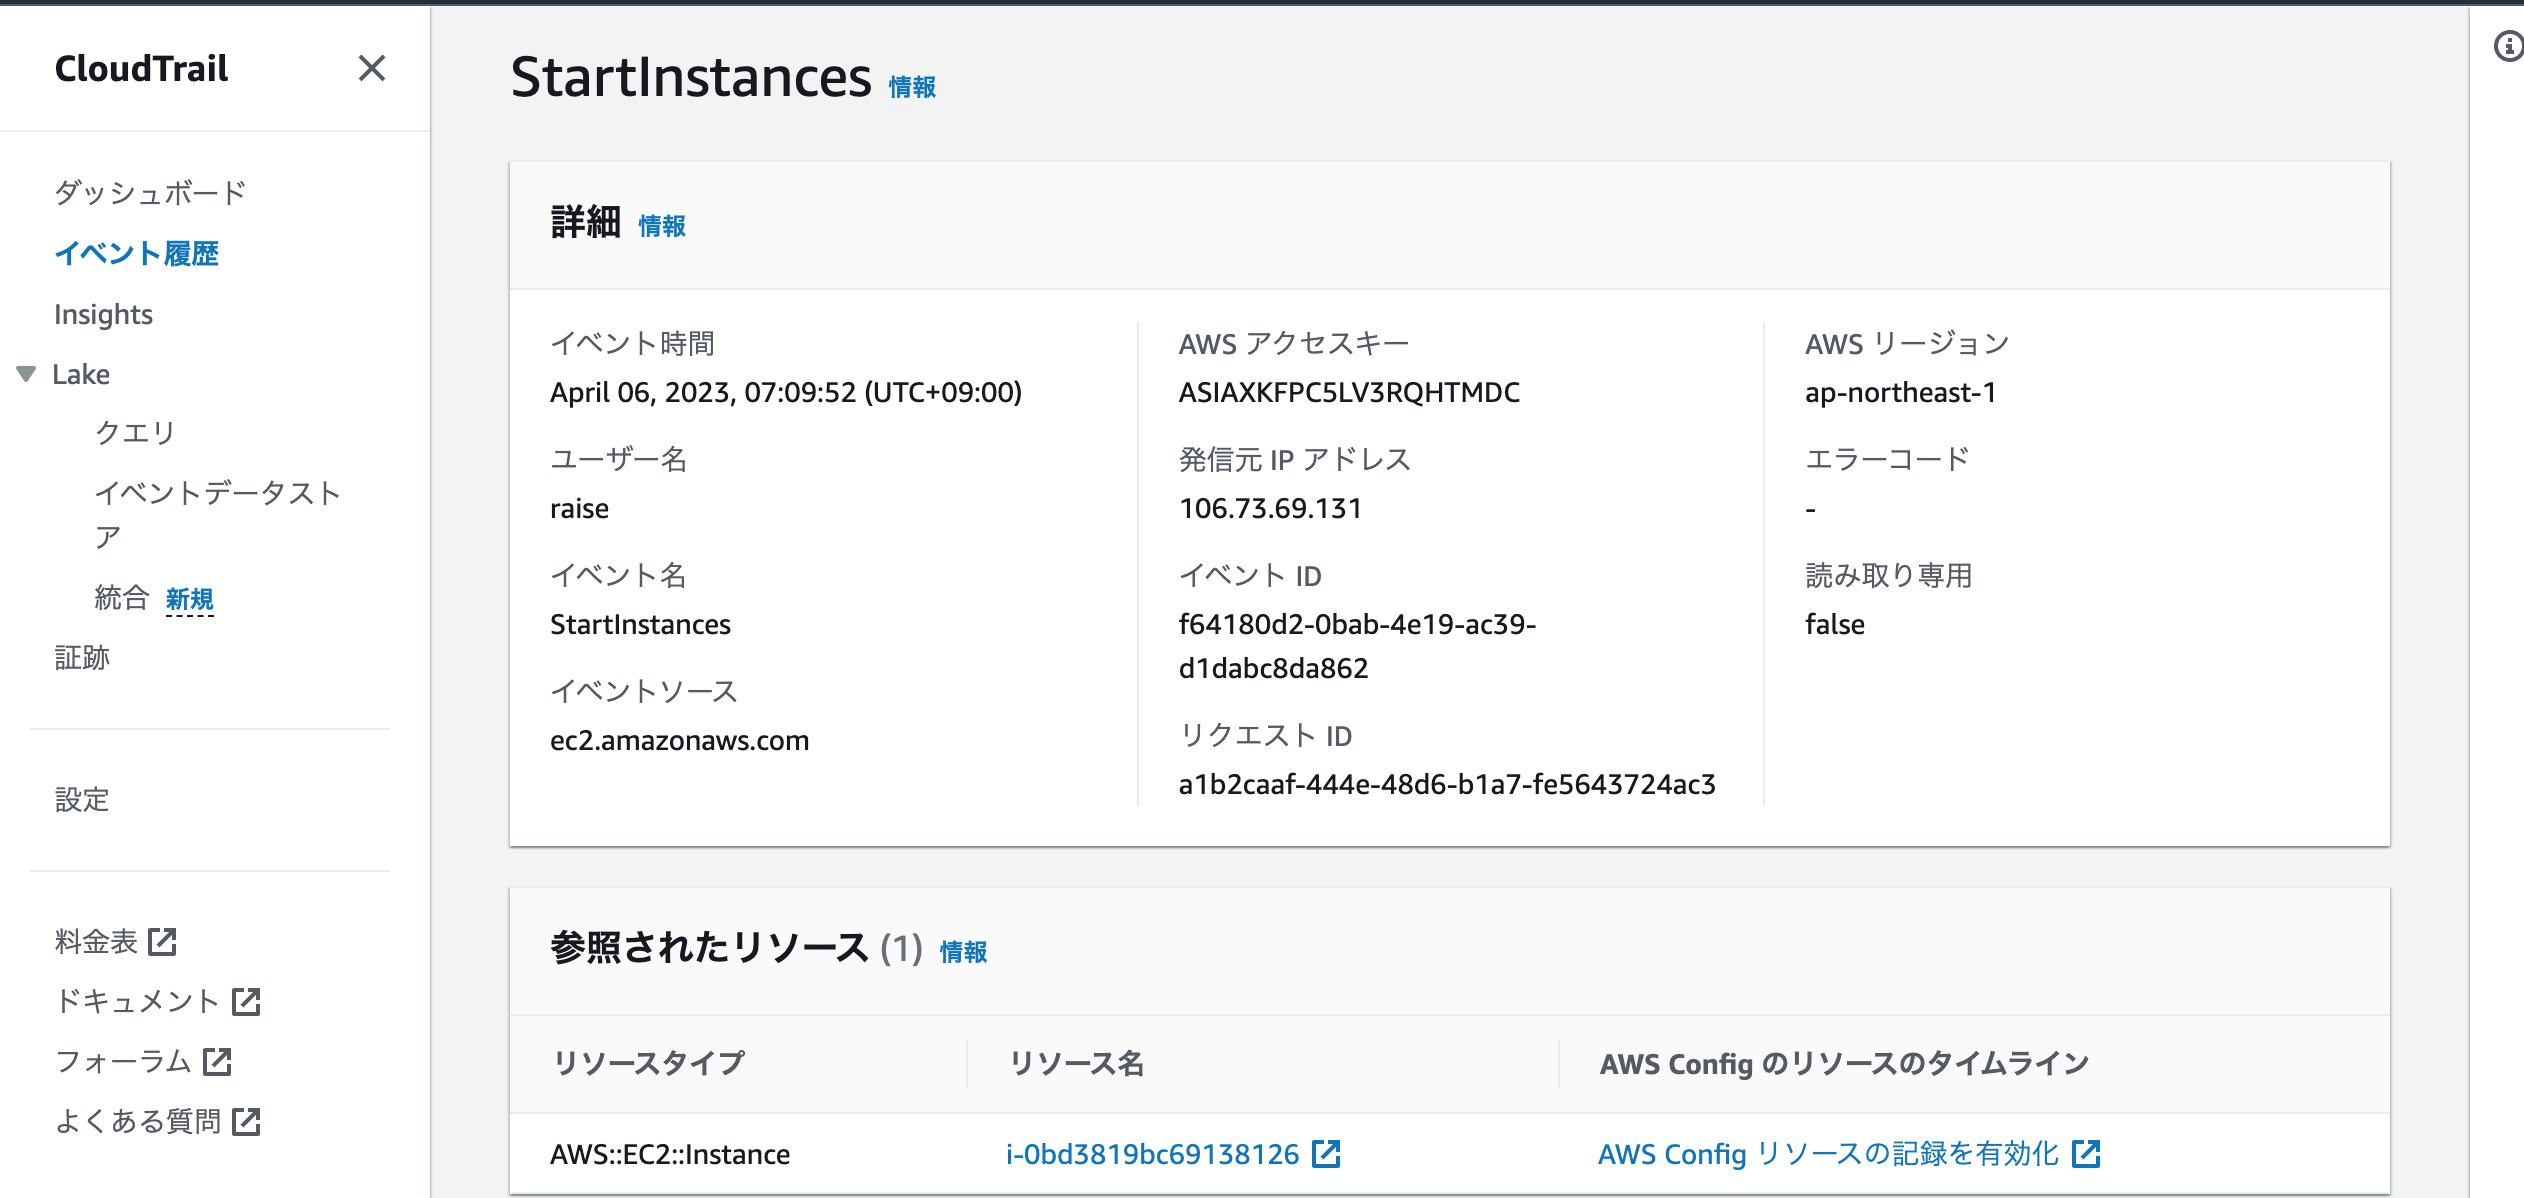 CloudTrail
ダッシュボード
イベント履歴
Insights
Lake
クエリ
イベントデータスト
ア
統合 新規
証跡
設定
料金表
ドキュメント
フォーラム
よくある質問
StartInstances 情報
詳細 情報
イベント時間
April 06, 2023, 07:09:52 (UTC+09:00)
ユーザー名
raise
イベント名
StartInstances
イベントソース
ec2.amazonaws.com
AWS アクセスキー
ASIAXKFPC5LV3RQHTMDC
発信元 IP アドレス
106.73.69.131
イベント ID
f64180d2-0bab-4e19-ac39-
d1dabc8da862
リクエスト ID
a1b2caaf-444e-48d6-b1a7-fe5643724ac3
AWS リージョン
ap-northeast-1
エラーコード
-
読み取り専用
false
参照されたリソース (1) 情報
リソースタイプ リソース名 AWS Config のリソースのタイムライン
AWS::EC2::Instance i-0bd3819bc69138126 AWS Config リソースの記録を有効化